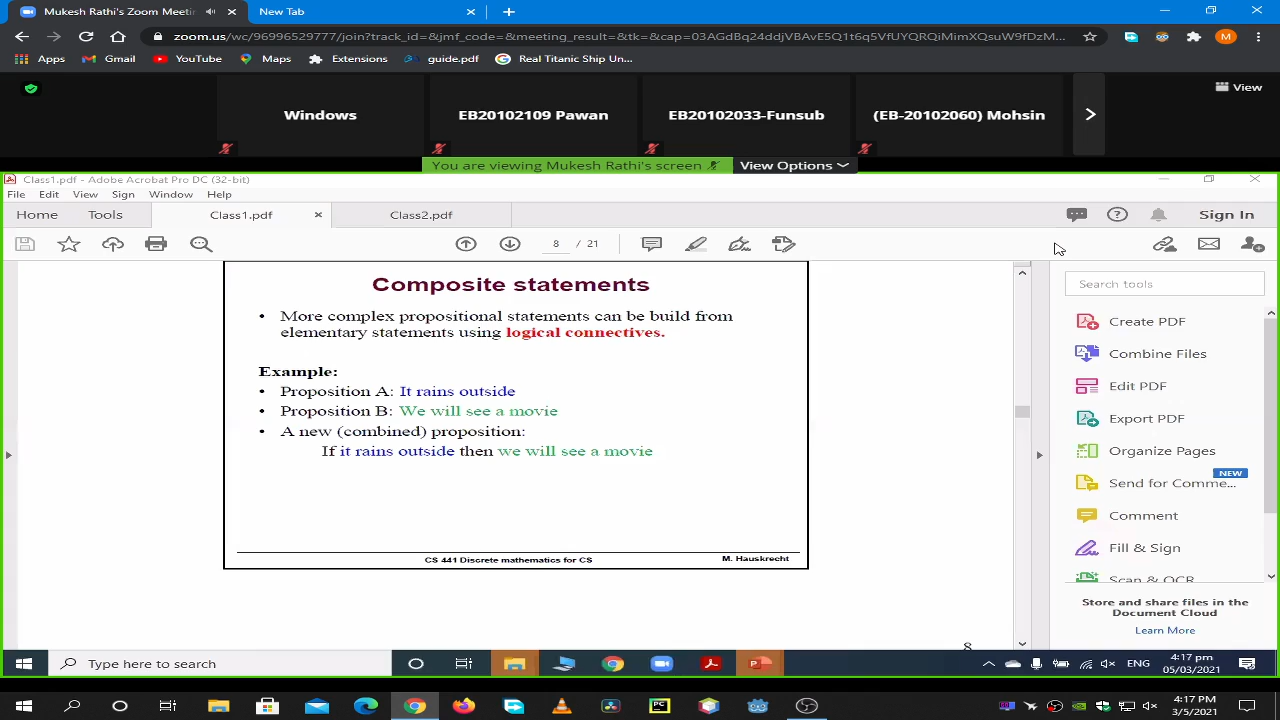 Mukesh Rathi's Zoom Meeti
New Tab
zoom.us/wc/96996529777/join?track_id=&jmf_code=&meeting_result=&tk=&cap=03AGdBq24ddjVBAvE5Q1t6q5VfUYQRQjMimXQsuW9fDzM...
M
Apps
Gmail
YouTube
Maps
Extensions
guide.pdf
Real Titanic Ship Un...
View
Windows
EB20102109 Pawan
EB20102033-Funsub
(EB-20102060) Mohsin
You are viewing Mukesh Rathi's screen
View Options
Class1.pdf - Adobe Acrobat Pro DC (32-bit)
File Edit View Sign Window Help
Home
Tools
Class1.pdf
Class2.pdf
Sign In
8 / 21
Composite statements
• More complex propositional statements can be build from
elementary statements using logical connectives.
Example:
• Proposition A: It rains outside
• Proposition B: We will see a movie
• A new (combined) proposition:
If it rains outside then we will see a movie
CS 441 Discrete mathematics for CS
M. Hauskrecht
8
Search tools
Create PDF
Combine Files
Edit PDF
Export PDF
Organize Pages
NEW
Send for Comme...
Comment
Fill & Sign
Scan & OCR
Store and share files in the
Document Cloud
Learn More
Type here to search
ENG
4:17 pm
05/03/2021
PC
4:17 PM
3/5/2021